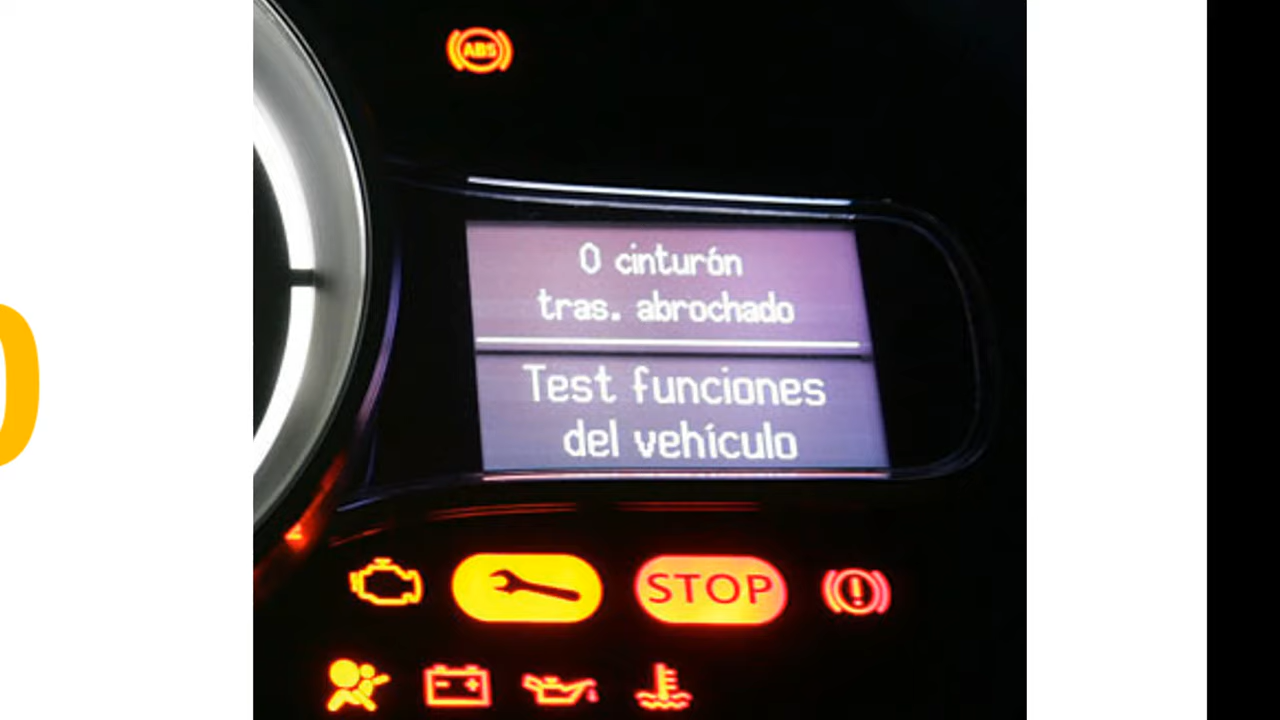 ABS
0 cinturón
tras. abrochado
Test funciones
del vehículo
STOP